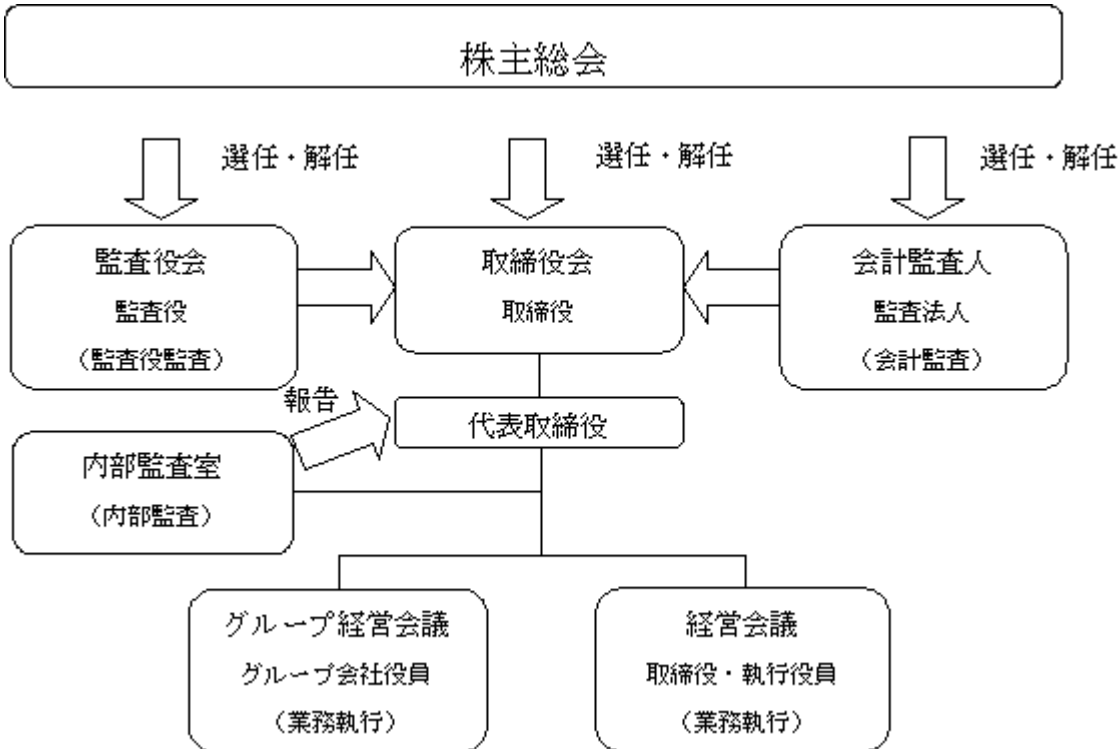 株主総会
選任・解任
選任・解任
選任・解任
監査役会
監査役
（監査役監査）
取締役会
取締役
会計監査人
監査法人
（会計監査）
報告
代表取締役
内部監査室
（内部監査）
グループ経営会議
グループ会社役員
（業務執行）
経営会議
取締役・執行役員
（業務執行）